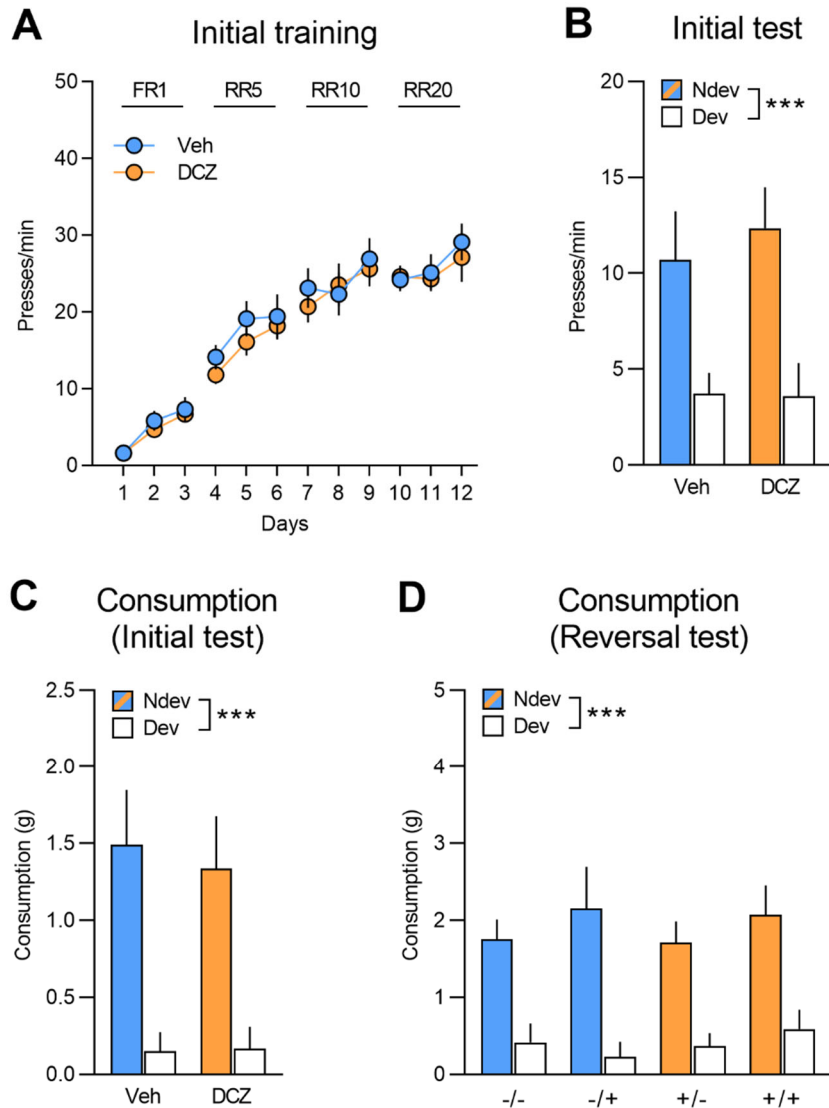 A
Initial training
50
40
30
20
10
0
Presses/min
FR1 RR5 RR10 RR20
Veh
DCZ
1 2 3 4 5 6 7 8 9 10 11 12
Days
B
Initial test
20
15
10
5
0
Presses/min
Ndev
Dev
***
Veh DCZ
C
Consumption
(Initial test)
2.5
2.0
1.5
1.0
0.5
0.0
Consumption (g)
Ndev
Dev
***
Veh DCZ
D
Consumption
(Reversal test)
5
4
3
2
1
0
Consumption (g)
Ndev
Dev
***
-/- -/+ +/- +/+